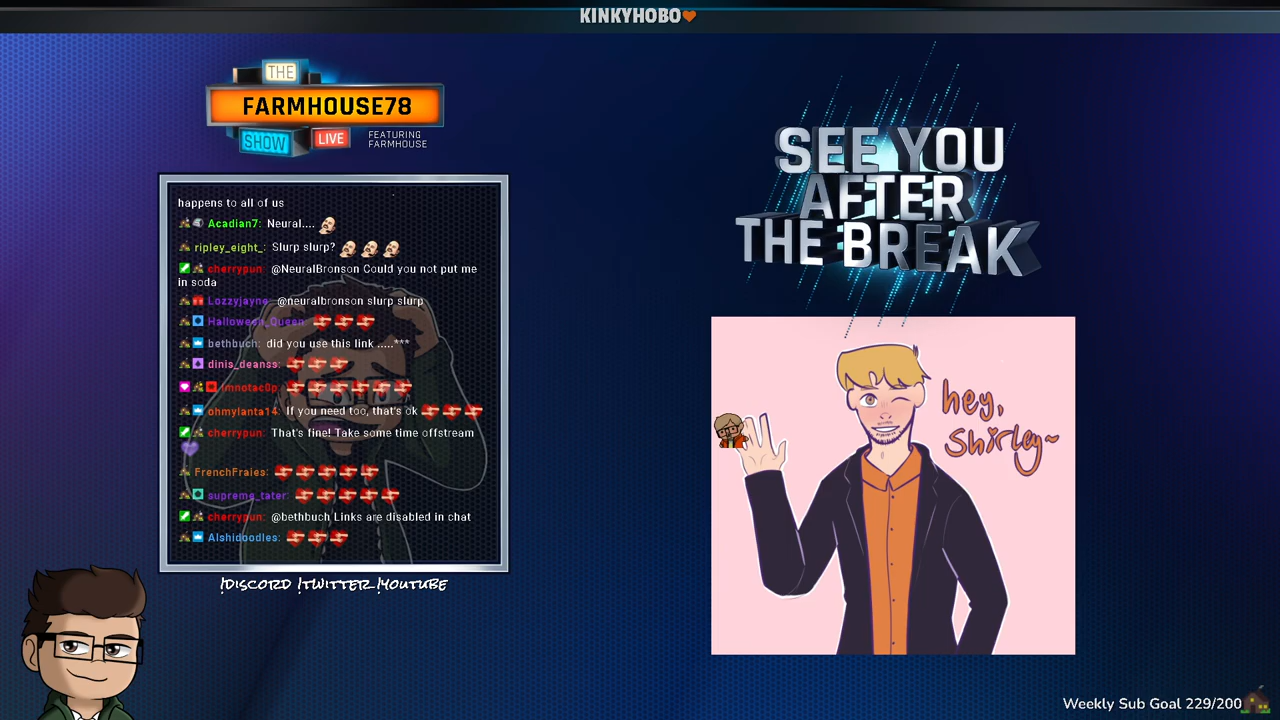 KINKYHOBO
THE
FARMHOUSE78
SHOW LIVE FEATURING
FARMHOUSE
SEE YOU
AFTER
THE BREAK
happens to all of us
Acadian7: Neural....
ripley_eight_: Slurp slurp?
cherrypun: @NeuralBronson Could you not put me
in soda
Lozzyjayne: @neuralbronson slurp slurp
Halloween_Queen:
bethbuch: did you use this link .....***
dinis_deanss:
Imnotac0p:
ohmylanta14: If you need too, that's ok
cherrypun: That's fine! Take some time offstream
FrenchFraies:
supreme_tater:
cherrypun: @bethbuch Links are disabled in chat
Alshidoodles:
!DISCORD !TWITTER !YOUTUBE
hey,
Shirley~
Weekly Sub Goal 229/200